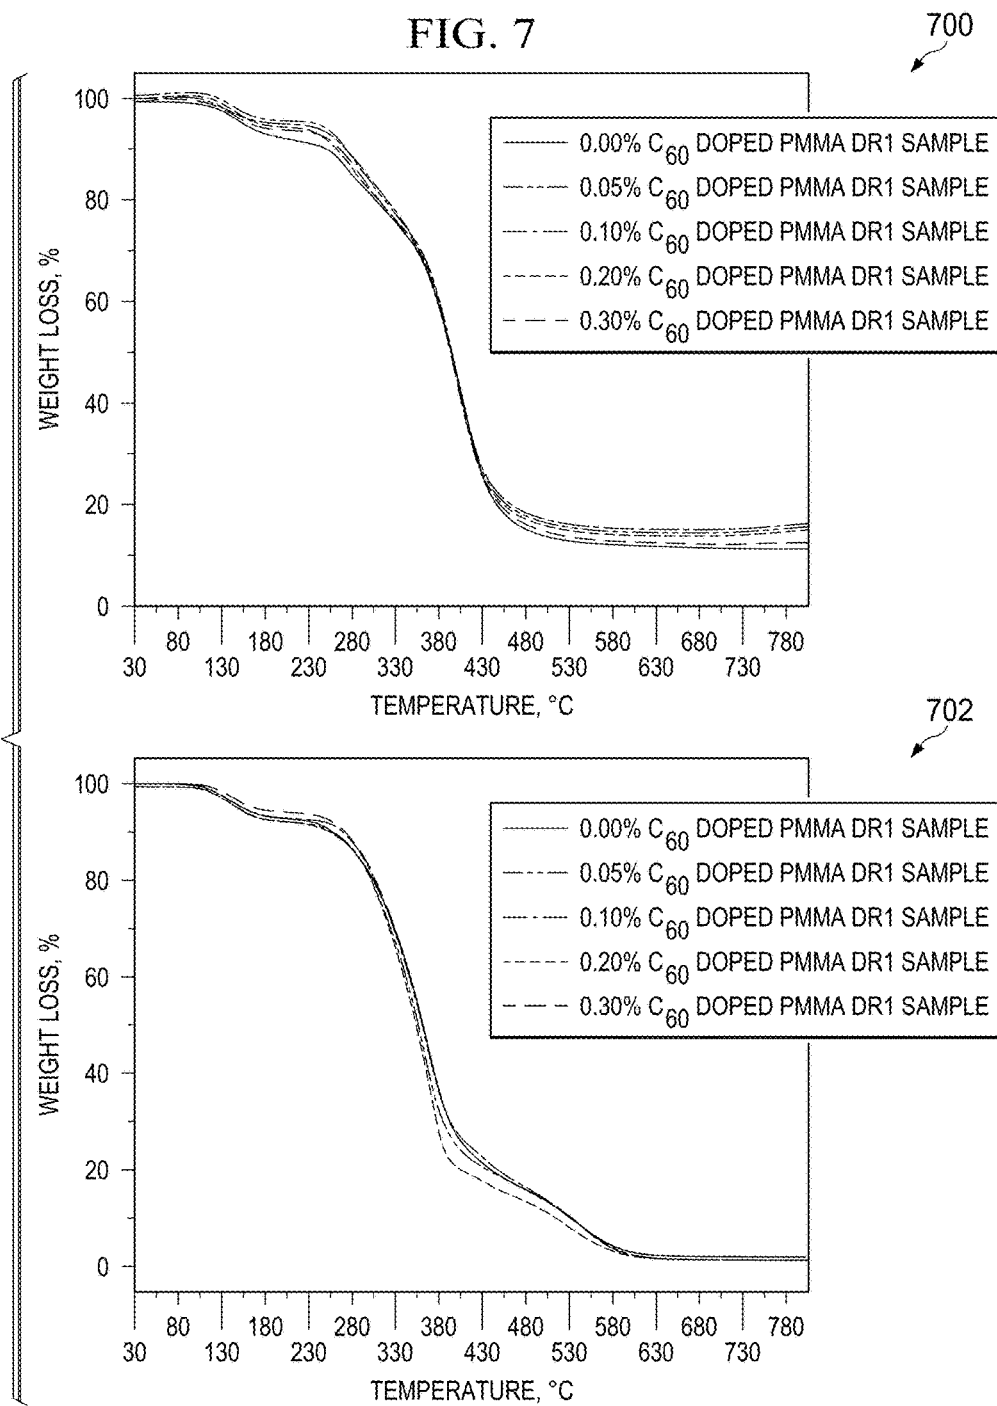 FIG. 7
700
100
80
60
40
20
0
WEIGHT LOSS, %
0.00% C60 DOPED PMMA DR1 SAMPLE
0.05% C60 DOPED PMMA DR1 SAMPLE
0.10% C60 DOPED PMMA DR1 SAMPLE
0.20% C60 DOPED PMMA DR1 SAMPLE
0.30% C60 DOPED PMMA DR1 SAMPLE
80 180 280 380 480 580 680 780
30 130 230 330 430 530 630 730
TEMPERATURE, °C
702
100
80
60
40
20
0
WEIGHT LOSS, %
0.00% C60 DOPED PMMA DR1 SAMPLE
0.05% C60 DOPED PMMA DR1 SAMPLE
0.10% C60 DOPED PMMA DR1 SAMPLE
0.20% C60 DOPED PMMA DR1 SAMPLE
0.30% C60 DOPED PMMA DR1 SAMPLE
80 180 280 380 480 580 680 780
30 130 230 330 430 530 630 730
TEMPERATURE, °C